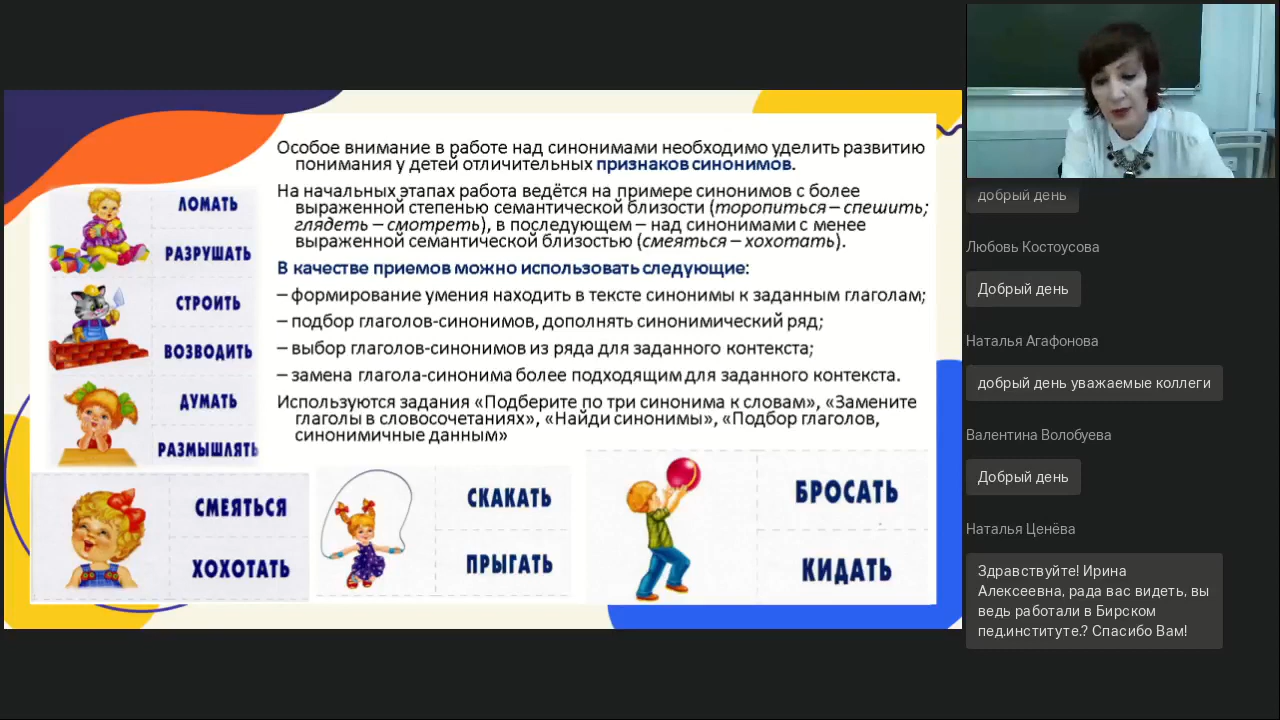 Особое внимание в работе над синонимами необходимо уделить развитию
понимания у детей отличительных признаков синонимов.
На начальных этапах работа ведётся на примере синонимов с более
выраженной степенью семантической близости (торопиться – спешить;
глядеть – смотреть), в последующем – над синонимами с менее
выраженной семантической близостью (смеяться – хохотать).
В качестве приемов можно использовать следующие:
– формирование умения находить в тексте синонимы к заданным глаголам;
– подбор глаголов-синонимов, дополнять синонимический ряд;
– выбор глаголов-синонимов из ряда для заданного контекста;
– замена глагола-синонима более подходящим для заданного контекста.
Используются задания «Подберите по три синонима к словам», «Замените
глаголы в словосочетаниях», «Найди синонимы», «Подбор глаголов,
синонимичные данным»
ЛОМАТЬ
РАЗРУШАТЬ
СТРОИТЬ
ВОЗВОДИТЬ
ДУМАТЬ
РАЗМЫШЛЯТЬ
СМЕЯТЬСЯ
ХОХОТАТЬ
СКАКАТЬ
ПРЫГАТЬ
БРОСАТЬ
КИДАТЬ
добрый день
Любовь Костоусова
Добрый день
Наталья Агафонова
добрый день уважаемые коллеги
Валентина Волобуева
Добрый день
Наталья Ценёва
Здравствуйте! Ирина
Алексеевна, рада вас видеть, вы
ведь работали в Бирском
пед.институте.? Спасибо Вам!